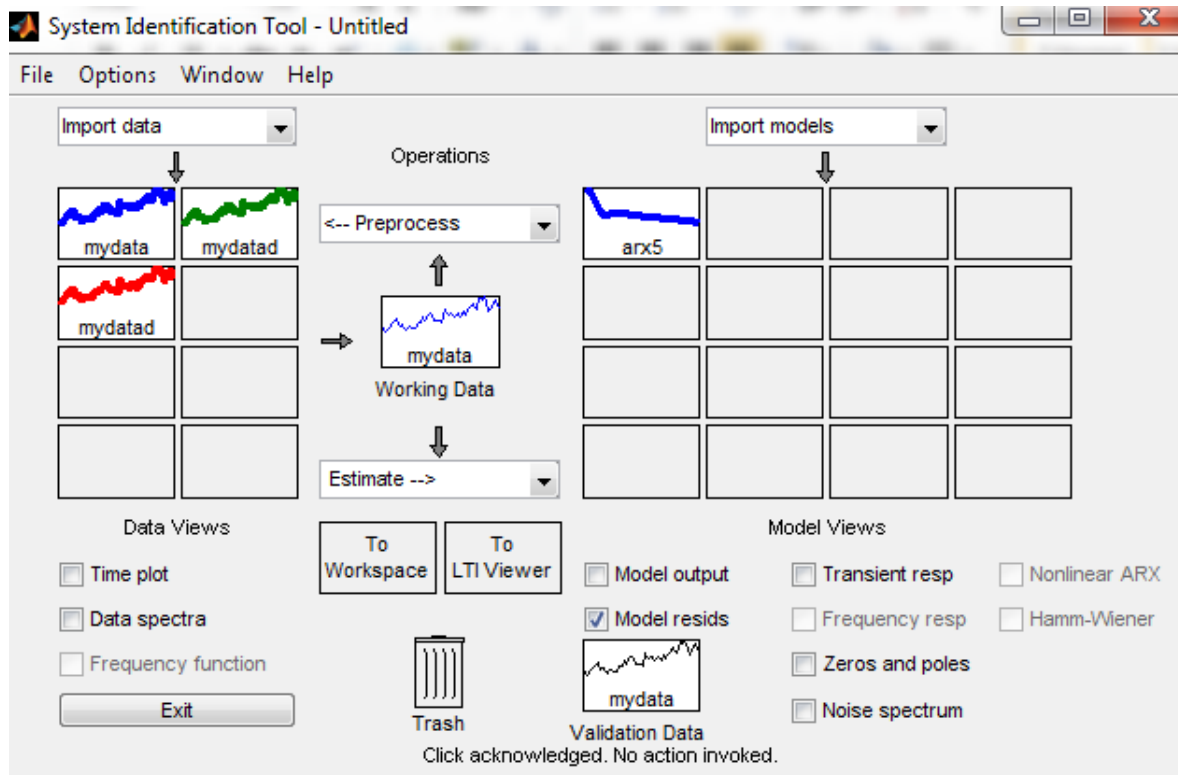 System Identification Tool - Untitled
File Options Window Help
Import data
Operations
Import models
mydata
mydatad
<-- Preprocess
arx5
mydatad
mydata
Working Data
Estimate -->
Data Views
To Workspace
To LTI Viewer
Model Views
Time plot
Data spectra
Frequency function
Exit
Trash
Model output
Model resids
mydata
Validation Data
Transient resp
Frequency resp
Zeros and poles
Noise spectrum
Nonlinear ARX
Hamm-Wiener
Click acknowledged. No action invoked.